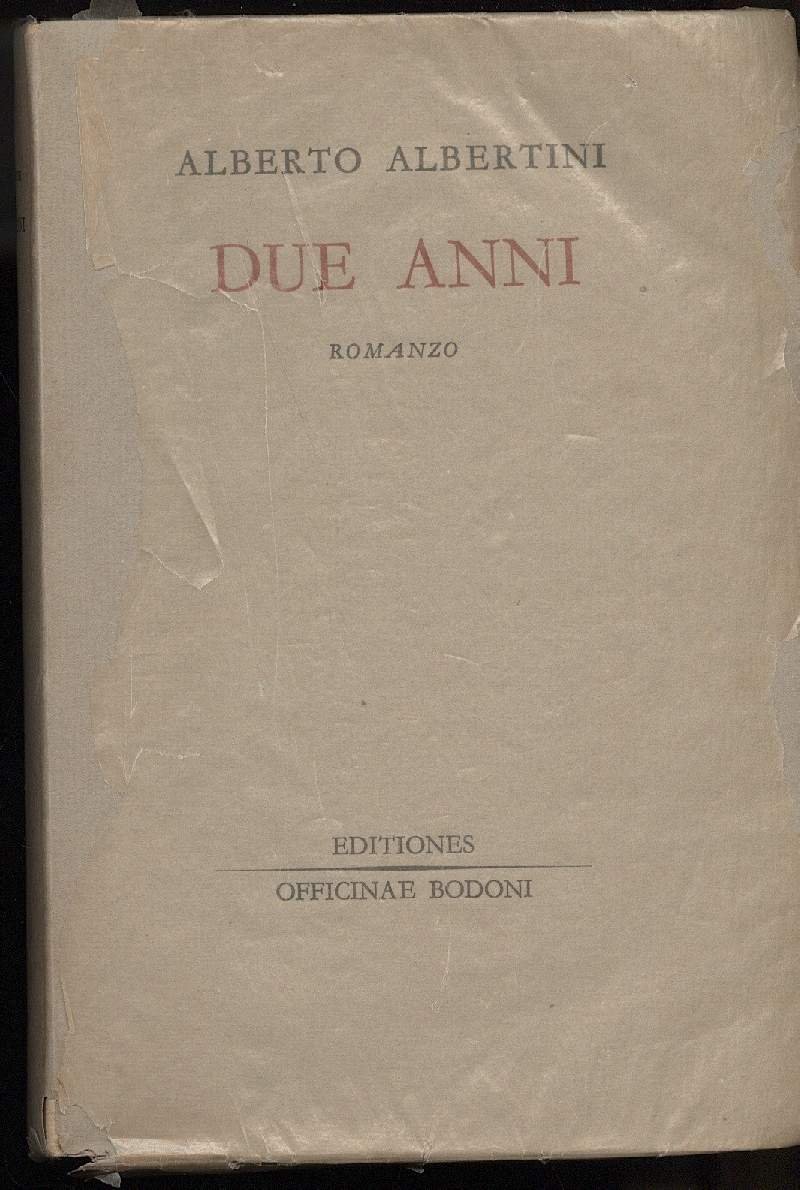 ALBERTO ALBERTINI
DUE ANNI
ROMANZO
EDITIONES
OFFICINAE BODONI